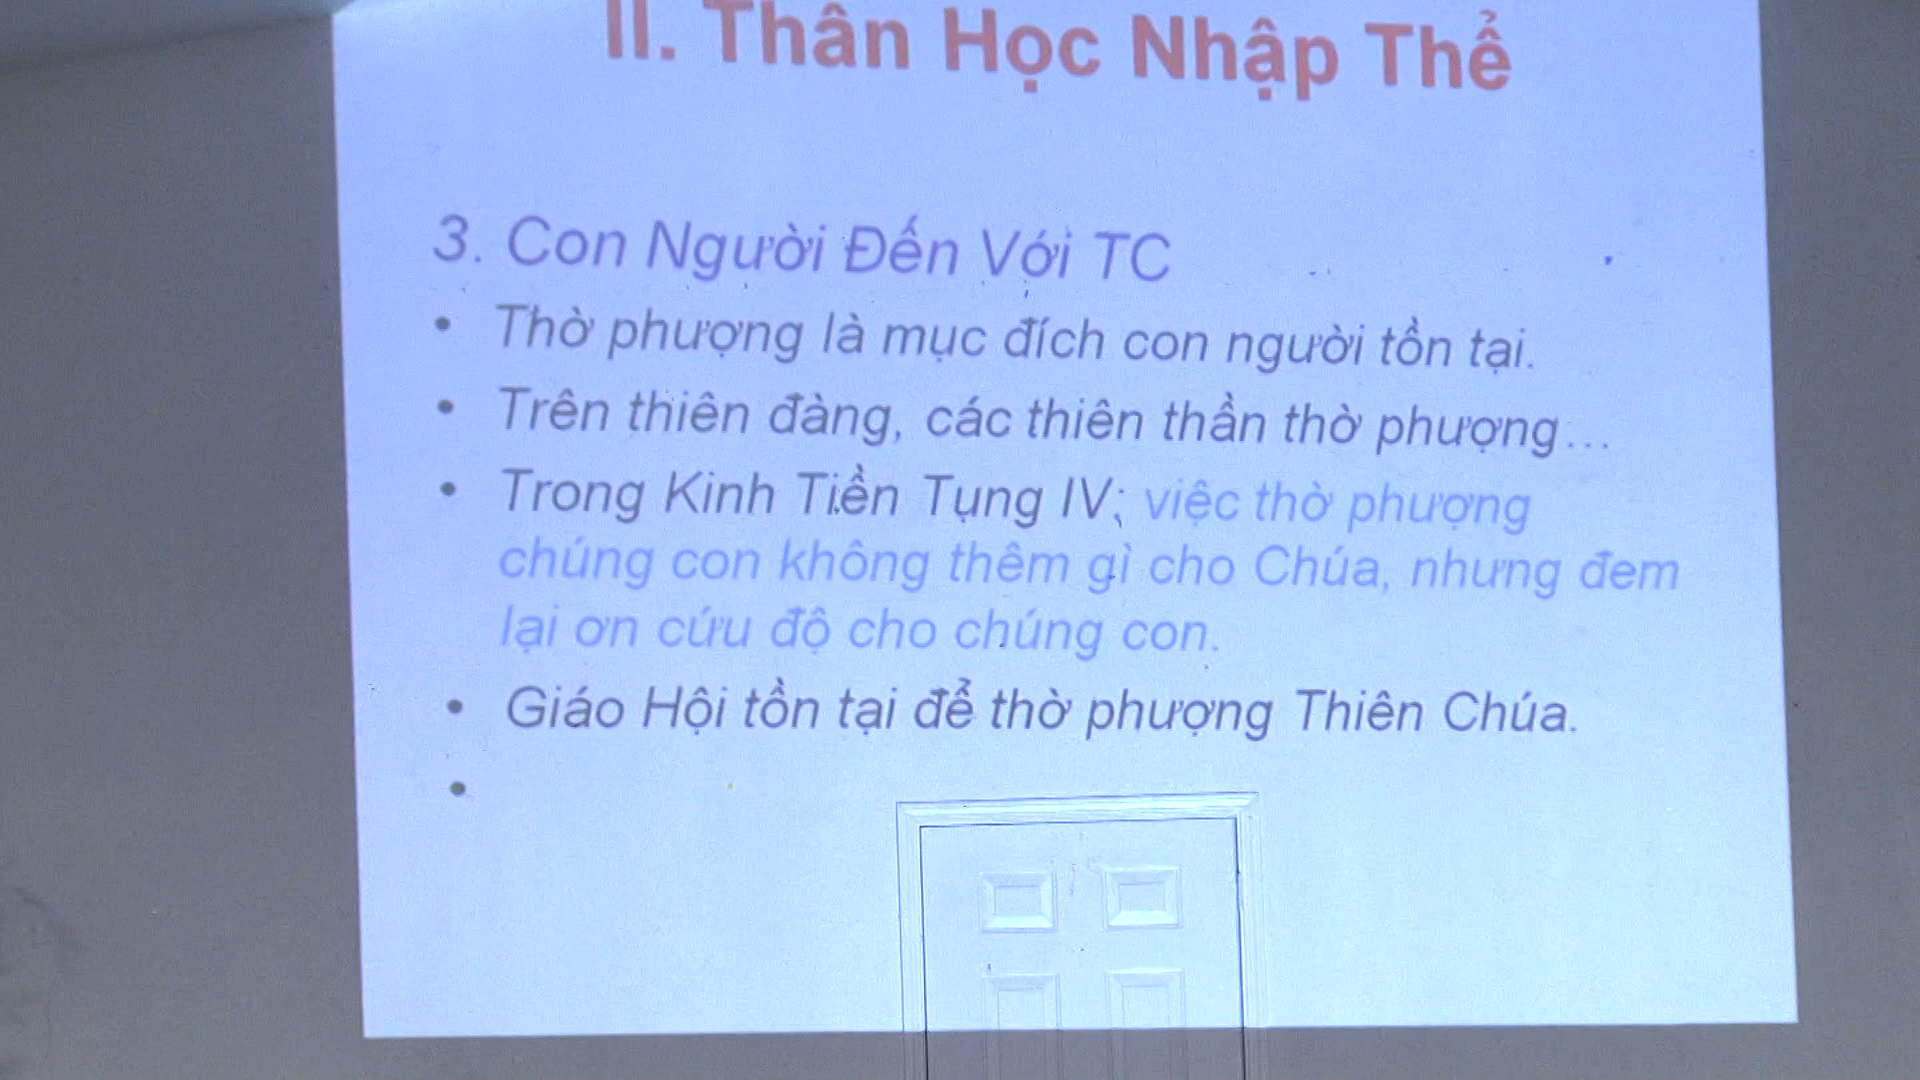 II. Thân Học Nhập Thể
3. Con Người Đến Với TC
• Thờ phượng là mục đích con người tồn tại.
• Trên thiên đàng, các thiên thần thờ phượng...
• Trong Kinh Tiền Tụng IV; việc thờ phượng
chúng con không thêm gì cho Chúa, nhưng đem
lại ơn cứu độ cho chúng con.
• Giáo Hội tồn tại để thờ phượng Thiên Chúa.
•